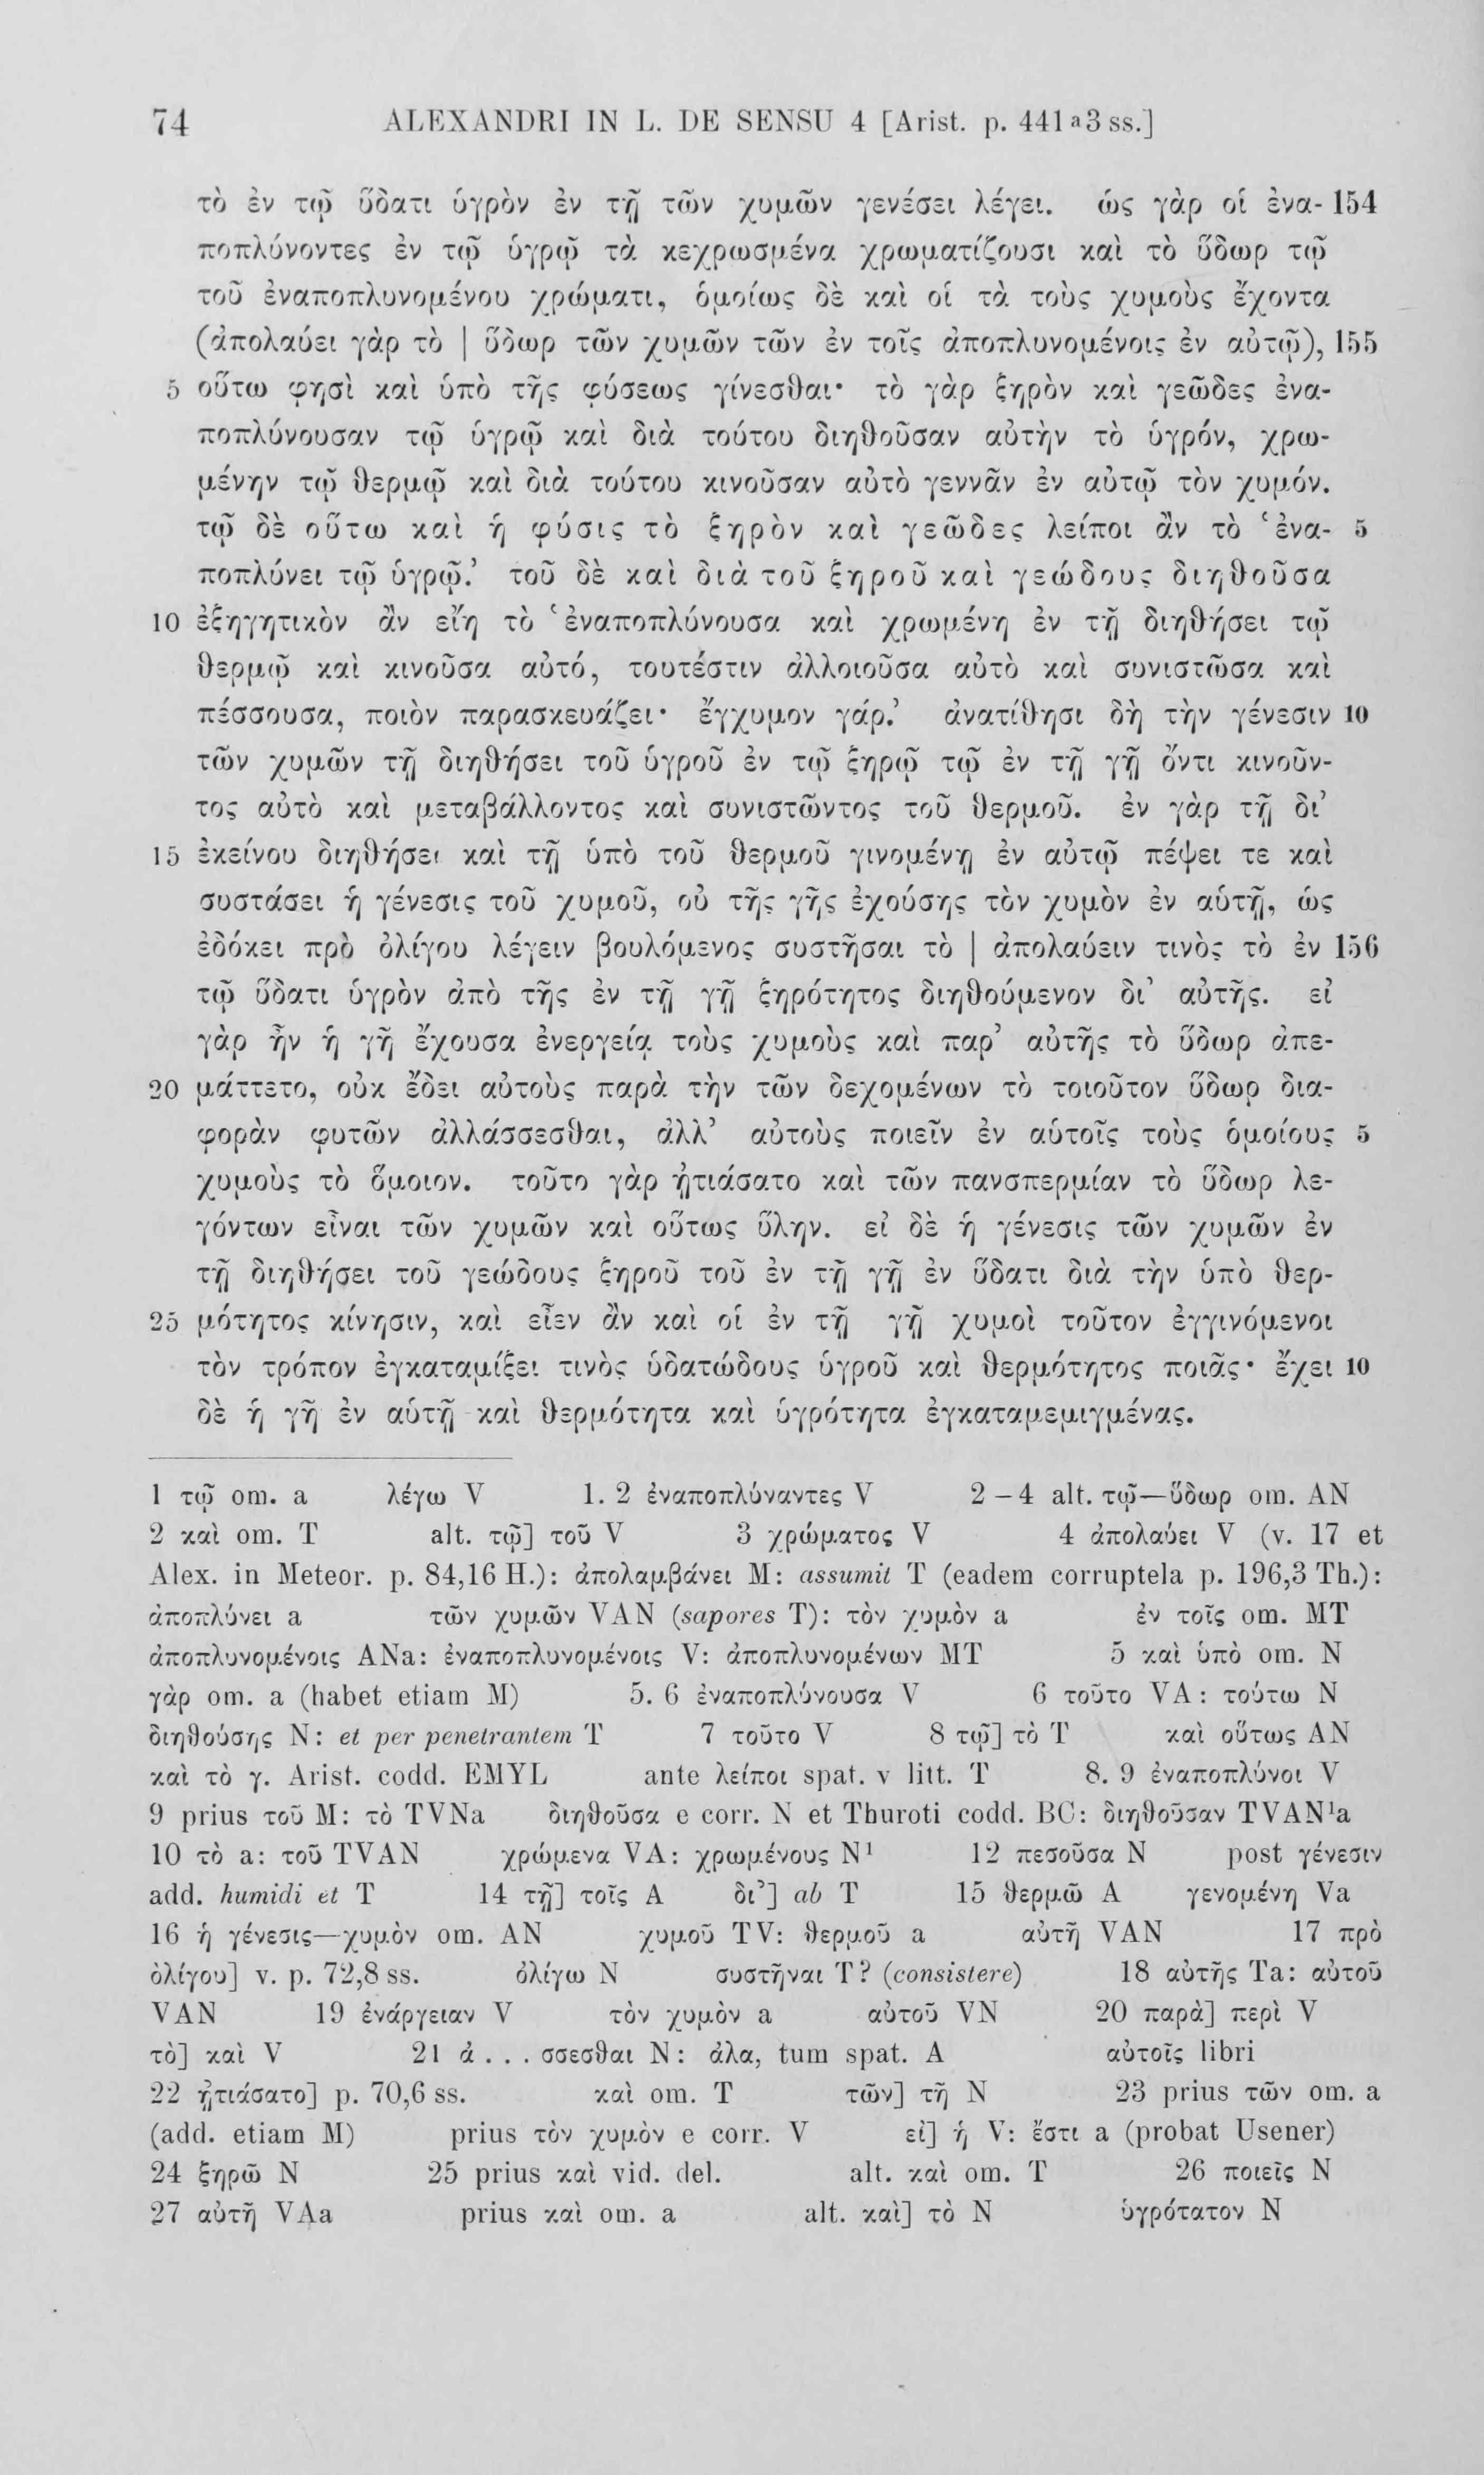 74 ALEXANDRI IN L. DE SENSU 4 [Arist. p. 441 a 3 ss.]
τὸ ἐν τῷ ὕδατι ὑγρὸν ἐν τῇ τῶν χυμῶν γενέσει λέγει. ὡς γὰρ οἱ ἐνα- 154
ποπλύνοντες ἐν τῷ ὑγρῷ τὰ κεχρωσμένα χρωματίζουσι καὶ τὸ ὕδωρ τῷ
τοῦ ἐναποπλυνομένου χρώματι, ὁμοίως δὲ καὶ οἱ τὰ τοὺς χυμοὺς ἔχοντα
(ἀπολαύει γὰρ τὸ | ὕδωρ τῶν χυμῶν τῶν ἐν τοῖς ἀποπλυνομένοις ἐν αὐτῷ), 155
5 οὕτω φησὶ καὶ ὑπὸ τῆς φύσεως γίνεσθαι· τὸ γὰρ ξηρὸν καὶ γεῶδες ἐνα-
ποπλύνουσαν τῷ ὑγρῷ καὶ διὰ τούτου διηθοῦσαν αὐτὴν τὸ ὑγρόν, χρω-
μένην τῷ θερμῷ καὶ διὰ τούτου κινοῦσαν αὐτὸ γεννᾶν ἐν αὐτῷ τὸν χυμόν.
τῷ δὲ οὕτω καὶ ἡ φύσις τὸ ξηρὸν καὶ γεῶδες λείποι ἂν τὸ ‘ἐνα- 5
ποπλύνει τῷ ὑγρῷ.’ τοῦ δὲ καὶ διὰ τοῦ ξηροῦ καὶ γεώδους διηθοῦσα
10 ἐξηγητικὸν ἂν εἴη τὸ ‘ἐναποπλύνουσα καὶ χρωμένη ἐν τῇ διηθήσει τῷ
θερμῷ καὶ κινοῦσα αὐτό, τουτέστιν ἀλλοιοῦσα αὐτὸ καὶ συνιστῶσα καὶ
πέσσουσα, ποιὸν παρασκευάζει· ἔγχυμον γάρ.’ ἀνατίθησι δὴ τὴν γένεσιν 10
τῶν χυμῶν τῇ διηθήσει τοῦ ὑγροῦ ἐν τῷ ξηρῷ τῷ ἐν τῇ γῇ ὄντι κινοῦν-
τος αὐτὸ καὶ μεταβάλλοντος καὶ συνιστῶντος τοῦ θερμοῦ. ἐν γὰρ τῇ δι’
15 ἐκείνου διηθήσει καὶ τῇ ὑπὸ τοῦ θερμοῦ γινομένῃ ἐν αὐτῷ πέψει τε καὶ
συστάσει ἡ γένεσις τοῦ χυμοῦ, οὐ τῆς γῆς ἐχούσης τὸν χυμὸν ἐν αὑτῇ, ὡς
ἐδόκει πρὸ ὀλίγου λέγειν βουλόμενος συστῆσαι τὸ | ἀπολαύειν τινὸς τὸ ἐν 156
τῷ ὕδατι ὑγρὸν ἀπὸ τῆς ἐν τῇ γῇ ξηρότητος διηθούμενον δι’ αὐτῆς. εἰ
γὰρ ἦν ἡ γῆ ἔχουσα ἐνεργείᾳ τοὺς χυμοὺς καὶ παρ’ αὐτῆς τὸ ὕδωρ ἀπε-
20 μάττετο, οὐκ ἔδει αὐτοὺς παρὰ τὴν τῶν δεχομένων τὸ τοιοῦτον ὕδωρ δια-
φορὰν φυτῶν ἀλλάσσεσθαι, ἀλλ’ αὐτοὺς ποιεῖν ἐν αὑτοῖς τοὺς ὁμοίους 5
χυμοὺς τὸ ὅμοιον. τοῦτο γὰρ ᾐτιάσατο καὶ τῶν πανσπερμίαν τὸ ὕδωρ λε-
γόντων εἶναι τῶν χυμῶν καὶ οὕτως ὕλην. εἰ δὲ ἡ γένεσις τῶν χυμῶν ἐν
τῇ διηθήσει τοῦ γεώδους ξηροῦ τοῦ ἐν τῇ γῇ ἐν ὕδατι διὰ τὴν ὑπὸ θερ-
25 μότητος κίνησιν, καὶ εἶεν ἂν καὶ οἱ ἐν τῇ γῇ χυμοὶ τοῦτον ἐγγινόμενοι
τὸν τρόπον ἐγκαταμίξει τινὸς ὑδατώδους ὑγροῦ καὶ θερμότητος ποιᾶς· ἔχει 10
δὲ ἡ γῆ ἐν αὑτῇ καὶ θερμότητα καὶ ὑγρότητα ἐγκαταμεμιγμένας.
1 τῷ om. a λέγω V 1. 2 ἐναποπλύναντες V 2–4 alt. τῷ—ὕδωρ om. AN
2 καὶ om. T alt. τῷ] τοῦ V 3 χρώματος V 4 ἀπολαύει V (v. 17 et
Alex. in Meteor. p. 84,16 H.): ἀπολαμβάνει M: assumit T (eadem corruptela p. 196,3 Th.):
ἀποπλύνει a τῶν χυμῶν VAN (sapores T): τὸν χυμὸν a ἐν τοῖς om. MT
ἀποπλυνομένοις ANa: ἐναποπλυνομένοις V: ἀποπλυνομένων MT 5 καὶ ὑπὸ om. N
γὰρ om. a (habet etiam M) 5. 6 ἐναποπλύνουσα V 6 τοῦτο VA: τούτω N
διηθούσης N: et per penetrantem T 7 τοῦτο V 8 τῷ] τὸ T καὶ οὕτως AN
καὶ τὸ γ. Arist. codd. EMYL ante λείποι spat. v litt. T 8. 9 ἐναποπλύνοι V
9 prius τοῦ M: τὸ TVNa διηθοῦσα e corr. N et Thuroti codd. BC: διηθοῦσαν TVAN¹a
10 τὸ a: τοῦ TVAN χρώμενα VA: χρωμένους N¹ 12 πεσοῦσα N post γένεσιν
add. humidi et T 14 τῇ] τοῖς A δι’] ab T 15 θερμῶ A γενομένη Va
16 ἡ γένεσις—χυμὸν om. AN χυμοῦ TV: θερμοῦ a αὐτῆ VAN 17 πρὸ
ὀλίγου] v. p. 72,8 ss. ὀλίγω N συστῆναι T? (consistere) 18 αὐτῆς Ta: αὐτοῦ
VAN 19 ἐνάργειαν V τὸν χυμὸν a αὐτοῦ VN 20 παρὰ] περὶ V
τὸ] καὶ V 21 ἀ . . . σσεσθαι N: ἀλα, tum spat. A αὐτοῖς libri
22 ᾐτιάσατο] p. 70,6 ss. καὶ om. T τῶν] τῆ N 23 prius τῶν om. a
(add. etiam M) prius τὸν χυμὸν e corr. V εἰ] ἡ V: ἔστι a (probat Usener)
24 ξηρῶ N 25 prius καὶ vid. del. alt. καὶ om. T 26 ποιεῖς N
27 αὐτῆ VAa prius καὶ om. a alt. καὶ] τὸ N ὑγρότατον N